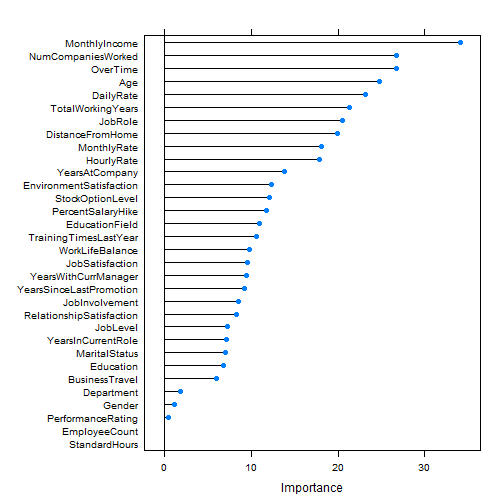 MonthlyIncome
NumCompaniesWorked
OverTime
Age
DailyRate
TotalWorkingYears
JobRole
DistanceFromHome
MonthlyRate
HourlyRate
YearsAtCompany
EnvironmentSatisfaction
StockOptionLevel
PercentSalaryHike
EducationField
TrainingTimesLastYear
WorkLifeBalance
JobSatisfaction
YearsWithCurrManager
YearsSinceLastPromotion
JobInvolvement
RelationshipSatisfaction
JobLevel
YearsInCurrentRole
MaritalStatus
Education
BusinessTravel
Department
Gender
PerformanceRating
EmployeeCount
StandardHours
0 10 20 30
Importance